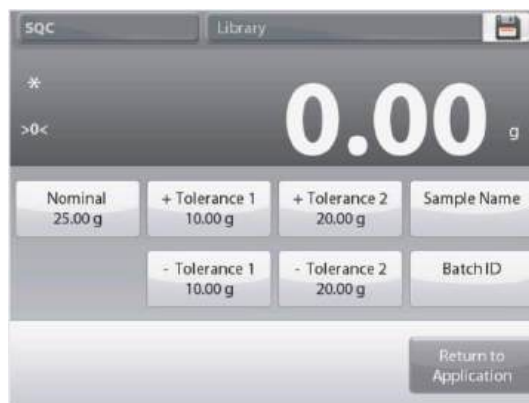 SQC
Library
*
>0<
0.00 g
Nominal
25.00 g
+ Tolerance 1
10.00 g
+ Tolerance 2
20.00 g
Sample Name
- Tolerance 1
10.00 g
- Tolerance 2
20.00 g
Batch ID
Return to
Application